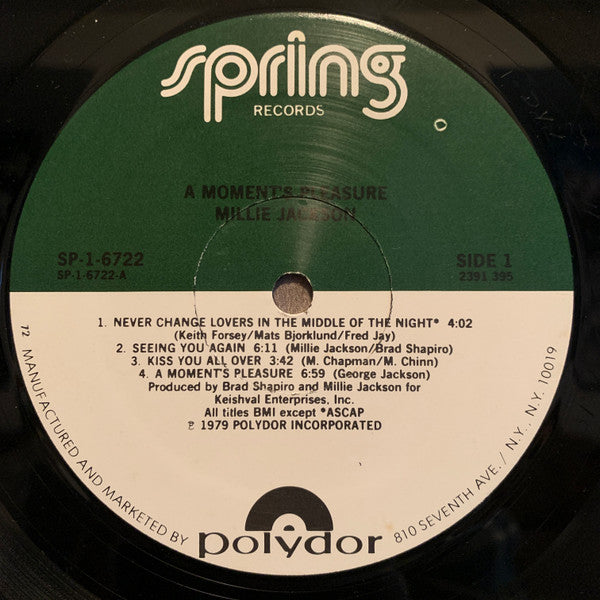 spring
RECORDS
A MOMENT'S PLEASURE
MILLIE JACKSON
SP-1-6722
SP-1-6722-A
SIDE 1
2391 395
1. NEVER CHANGE LOVERS IN THE MIDDLE OF THE NIGHT* 4:02
(Keith Forsey/Mats Bjorklund/Fred Jay)
2. SEEING YOU AGAIN 6:11 (Millie Jackson/Brad Shapiro)
3. KISS YOU ALL OVER 3:42 (M. Chapman/M. Chinn)
4. A MOMENT'S PLEASURE 6:59 (George Jackson)
Produced by Brad Shapiro and Millie Jackson for
Keishval Enterprises, Inc.
All titles BMI except *ASCAP
℗ 1979 POLYDOR INCORPORATED
72 MANUFACTURED AND MARKETED BY
polydor
810 SEVENTH AVE. / N.Y., N.Y. 10019